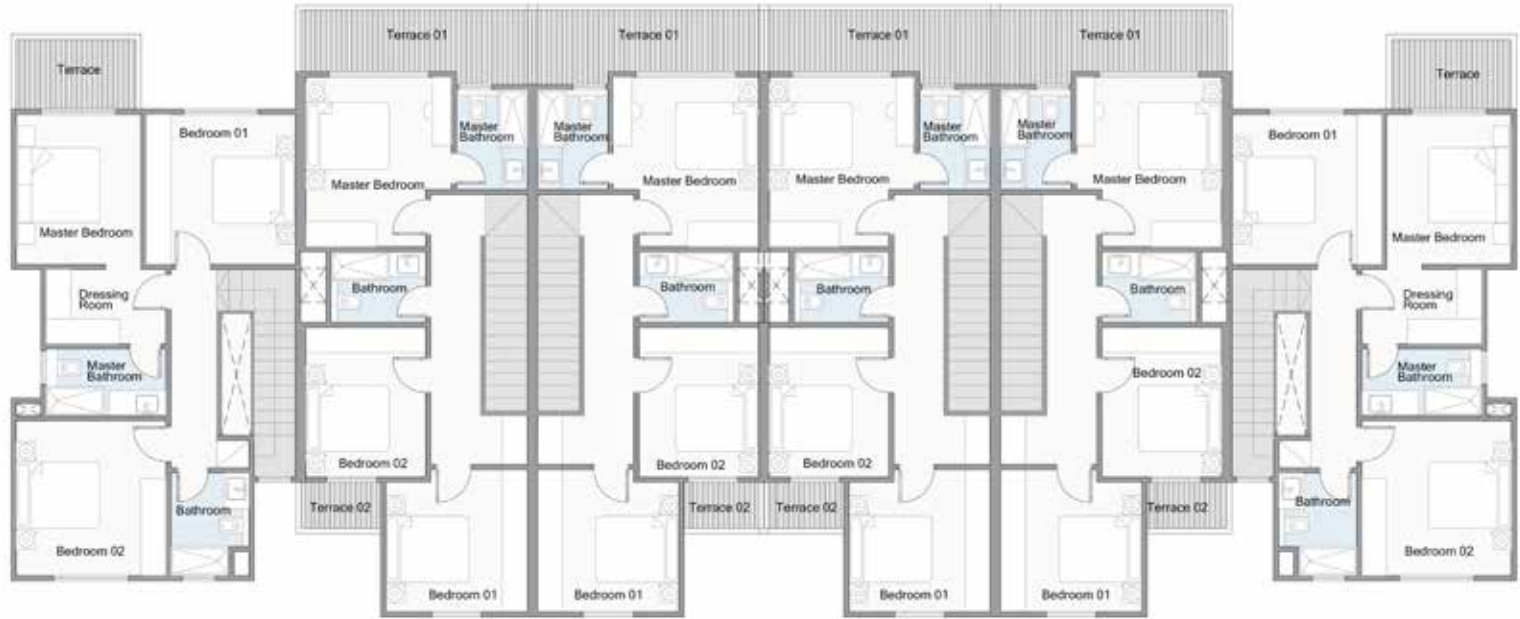 Terrace 01
Terrace 01
Terrace 01
Terrace 01
Terrace
Terrace
Bedroom 01
Master
Bathroom
Master
Bathroom
Master
Bathroom
Master
Bathroom
Bedroom 01
Master Bedroom
Master Bedroom
Master Bedroom
Master Bedroom
Master Bedroom
Master Bedroom
Dressing
Room
Bathroom
Bathroom
Bathroom
Bathroom
Dressing
Room
Master
Bathroom
Bedroom 02
Master
Bathroom
Bedroom 02
Bedroom 02
Bedroom 02
Bathroom
Terrace 02
Terrace 02
Terrace 02
Terrace 02
Bathroom
Bedroom 02
Bedroom 02
Bedroom 01
Bedroom 01
Bedroom 01
Bedroom 01